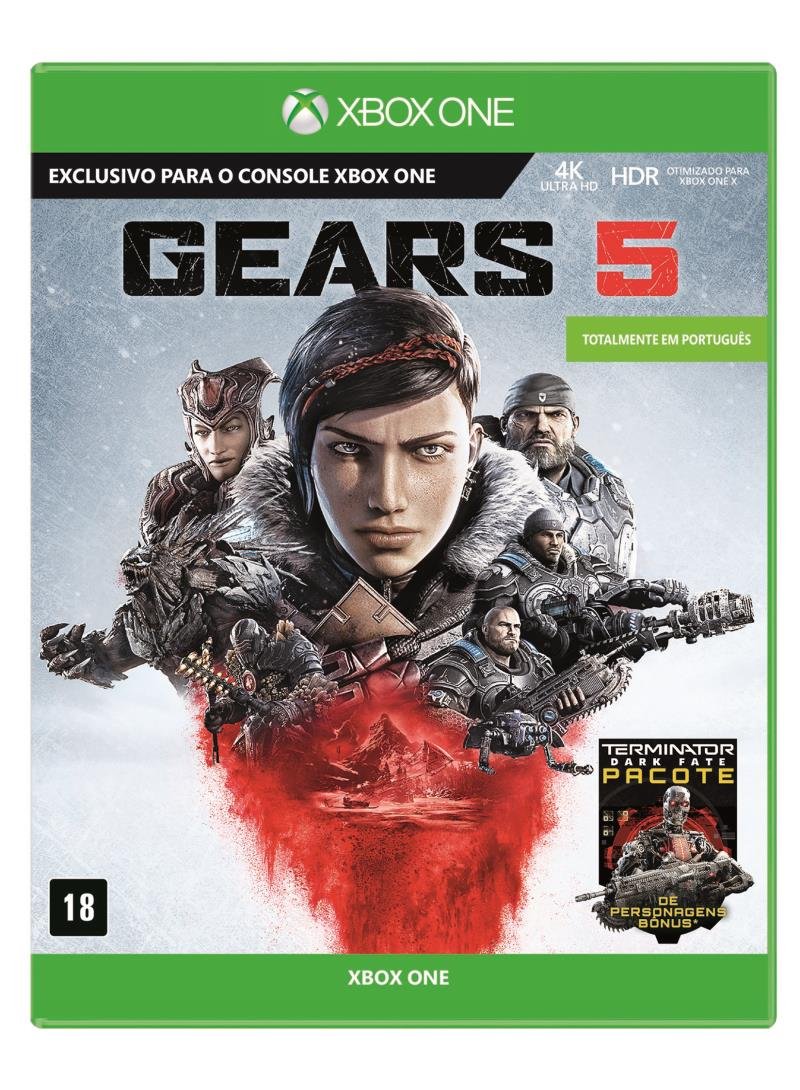 XBOX ONE
EXCLUSIVO PARA O CONSOLE XBOX ONE
4K
ULTRA HD
HDR
OTIMIZADO PARA
XBOX ONE X
GEARS 5
TOTALMENTE EM PORTUGUÊS
TERMINATOR
DARK FATE
PACOTE
DE
PERSONAGENS
BÔNUS*
18
XBOX ONE